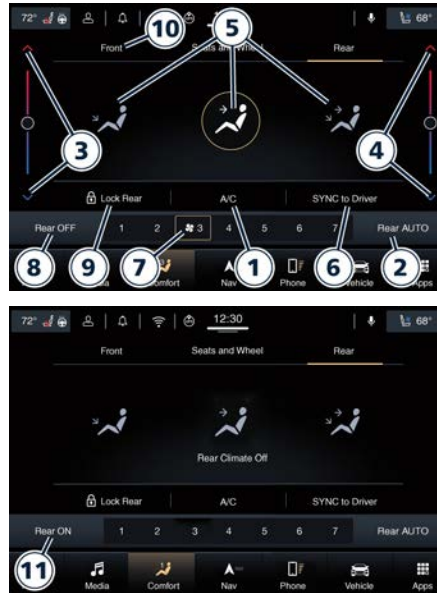 72° 10 5 68°
Front Seats and Wheel Rear
3 4
Lock Rear A/C SYNC to Driver
Rear OFF 1 2 3 4 5 6 7 Rear AUTO
8 9 7 1 6 2
Comfort Nav Phone Vehicle Apps
72° 12:30 68°
Front Seats and Wheel Rear
Rear Climate Off
Lock Rear A/C SYNC to Driver
Rear ON 1 2 3 4 5 6 7 Rear AUTO
11 Media Comfort Nav Phone Vehicle Apps